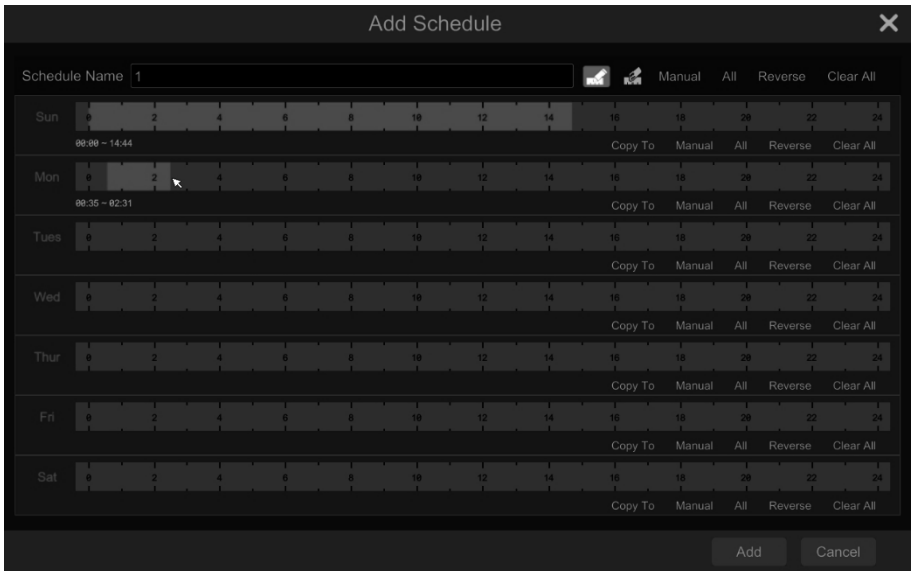 Add Schedule
Schedule Name 1 Manual All Reverse Clear All
Sun 0 2 4 6 8 10 12 14 16 18 20 22 24
00:00 ~ 14:44 Copy To Manual All Reverse Clear All
Mon 0 2 4 6 8 10 12 14 16 18 20 22 24
00:35 ~ 02:31 Copy To Manual All Reverse Clear All
Tues 0 2 4 6 8 10 12 14 16 18 20 22 24
Copy To Manual All Reverse Clear All
Wed 0 2 4 6 8 10 12 14 16 18 20 22 24
Copy To Manual All Reverse Clear All
Thur 0 2 4 6 8 10 12 14 16 18 20 22 24
Copy To Manual All Reverse Clear All
Fri 0 2 4 6 8 10 12 14 16 18 20 22 24
Copy To Manual All Reverse Clear All
Sat 0 2 4 6 8 10 12 14 16 18 20 22 24
Copy To Manual All Reverse Clear All
Add Cancel